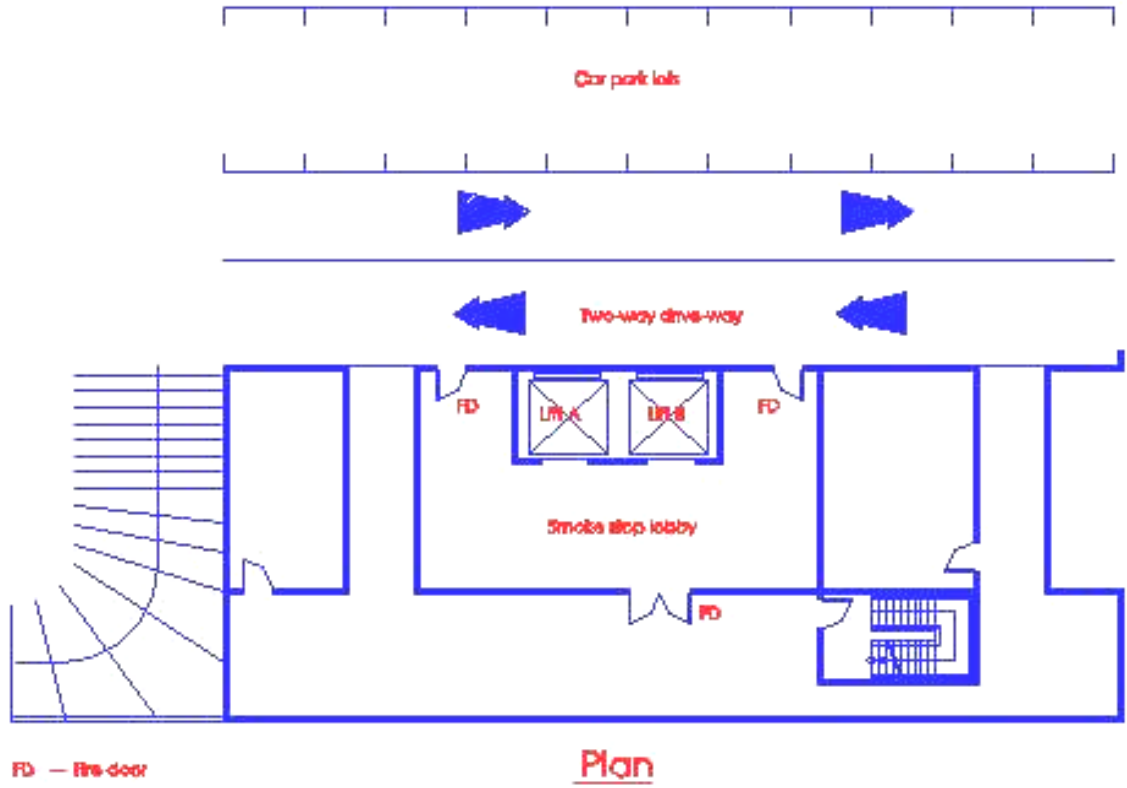 Car park lots
Two-way drive-way
FD
Lift A
Lift B
FD
Smoke stop lobby
FD
FD — Fire door
Plan